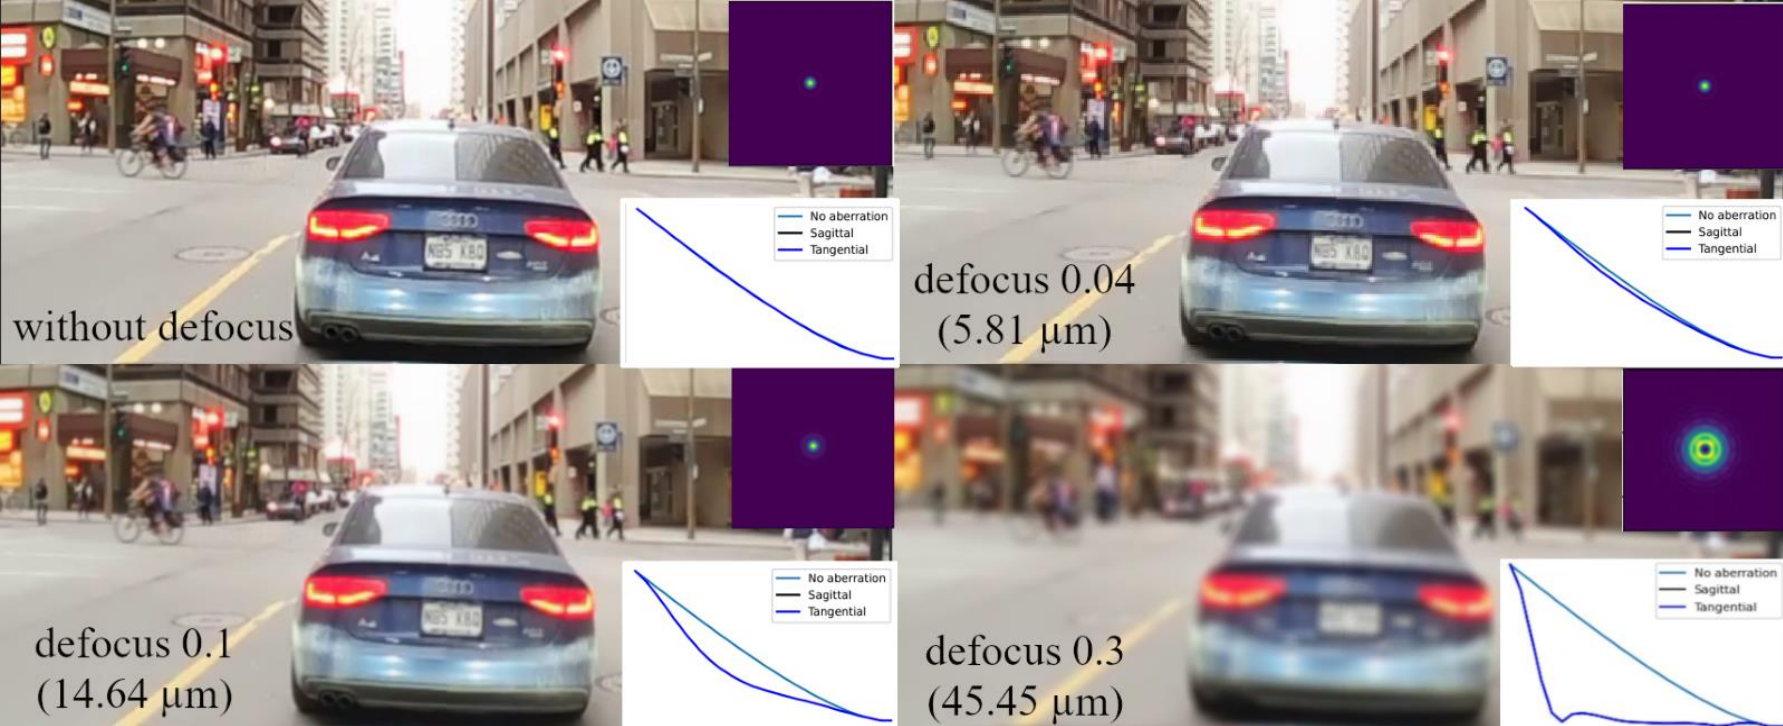 No aberration
Sagittal
Tangential
without defocus
No aberration
Sagittal
Tangential
defocus 0.04
(5.81 µm)
No aberration
Sagittal
Tangential
defocus 0.1
(14.64 µm)
No aberration
Sagittal
Tangential
defocus 0.3
(45.45 µm)